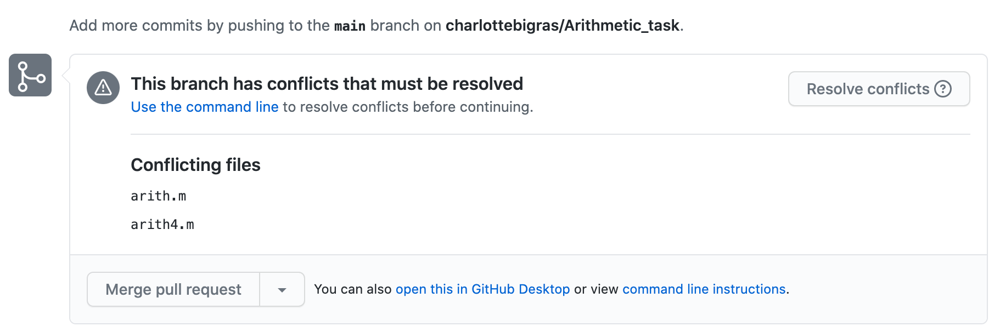 Add more commits by pushing to the main branch on charlottebigras/Arithmetic_task.
This branch has conflicts that must be resolved
Use the command line to resolve conflicts before continuing.
Resolve conflicts
Conflicting files
arith.m
arith4.m
Merge pull request
You can also open this in GitHub Desktop or view command line instructions.